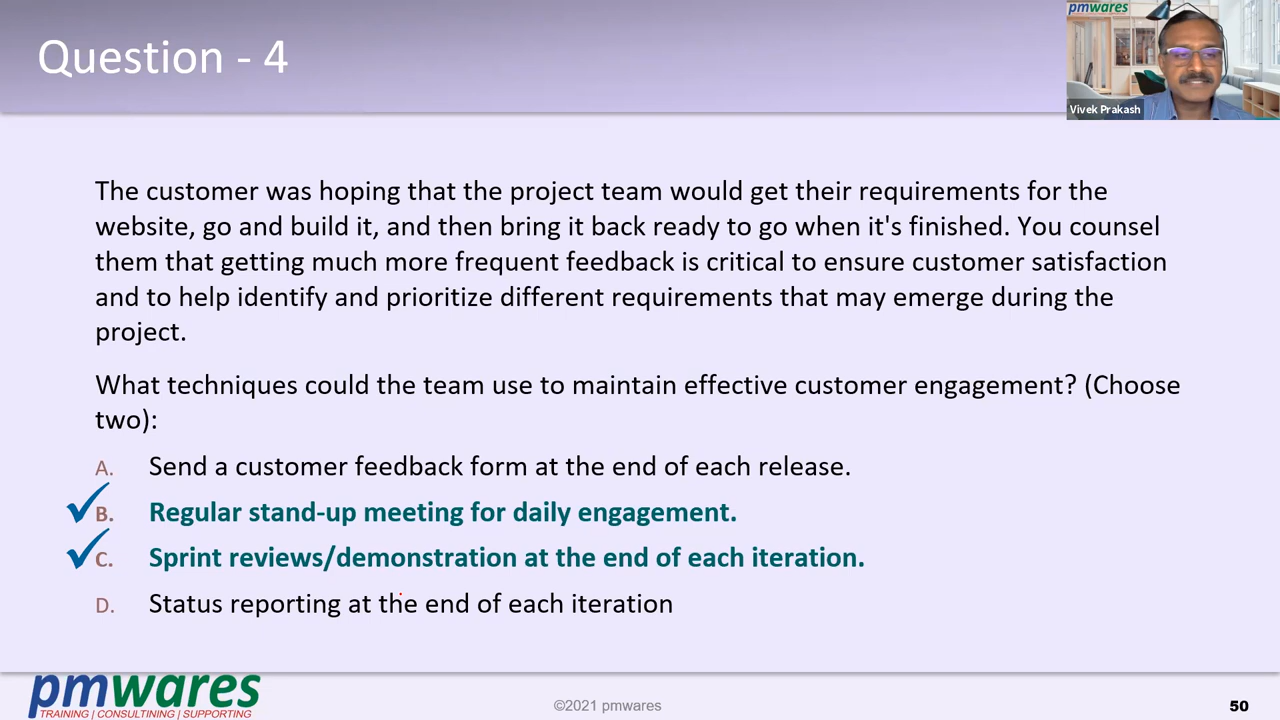 Question - 4
pmwares
Vivek Prakash
The customer was hoping that the project team would get their requirements for the
website, go and build it, and then bring it back ready to go when it's finished. You counsel
them that getting much more frequent feedback is critical to ensure customer satisfaction
and to help identify and prioritize different requirements that may emerge during the
project.
What techniques could the team use to maintain effective customer engagement? (Choose
two):
A. Send a customer feedback form at the end of each release.
B. Regular stand-up meeting for daily engagement.
C. Sprint reviews/demonstration at the end of each iteration.
D. Status reporting at the end of each iteration
pmwares
TRAINING | CONSULTINING | SUPPORTING
©2021 pmwares
50